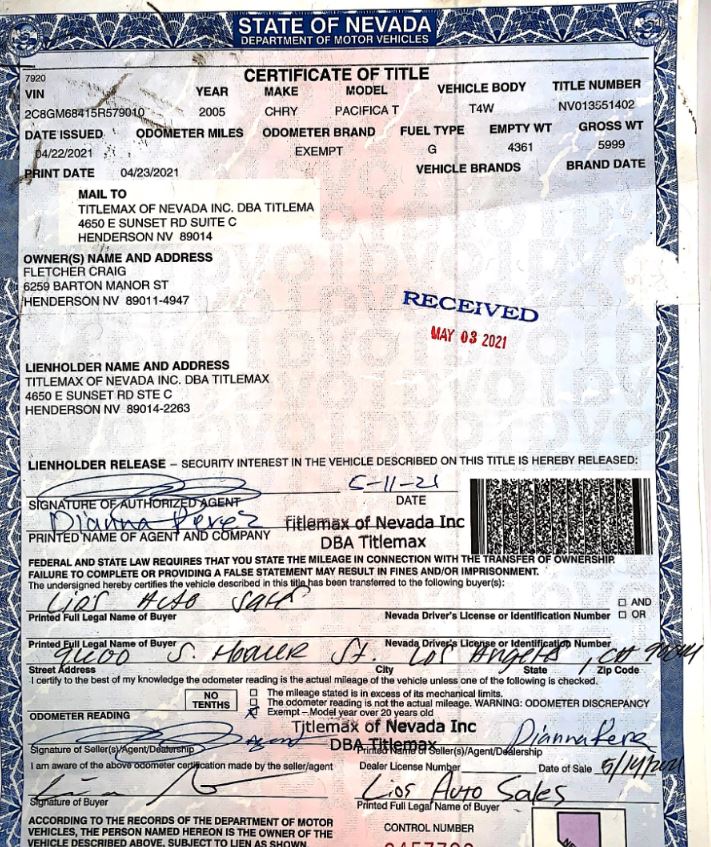 STATE OF NEVADA
DEPARTMENT OF MOTOR VEHICLES
CERTIFICATE OF TITLE
7920
VIN YEAR MAKE MODEL VEHICLE BODY TITLE NUMBER
2C8GM68415R579010 2005 CHRY PACIFICA T T4W NV013551402
DATE ISSUED ODOMETER MILES ODOMETER BRAND FUEL TYPE EMPTY WT GROSS WT
04/22/2021 EXEMPT G 4361 5999
PRINT DATE 04/23/2021 VEHICLE BRANDS BRAND DATE
MAIL TO
TITLEMAX OF NEVADA INC. DBA TITLEMA
4650 E SUNSET RD SUITE C
HENDERSON NV 89014
OWNER(S) NAME AND ADDRESS
FLETCHER CRAIG
6259 BARTON MANOR ST
HENDERSON NV 89011-4947
RECEIVED
MAY 03 2021
LIENHOLDER NAME AND ADDRESS
TITLEMAX OF NEVADA INC. DBA TITLEMAX
4650 E SUNSET RD STE C
HENDERSON NV 89014-2263
LIENHOLDER RELEASE – SECURITY INTEREST IN THE VEHICLE DESCRIBED ON THIS TITLE IS HEREBY RELEASED:
5-11-21
SIGNATURE OF AUTHORIZED AGENT DATE
Dianna Perez Titlemax of Nevada Inc
PRINTED NAME OF AGENT AND COMPANY DBA Titlemax
FEDERAL AND STATE LAW REQUIRES THAT YOU STATE THE MILEAGE IN CONNECTION WITH THE TRANSFER OF OWNERSHIP.
FAILURE TO COMPLETE OR PROVIDING A FALSE STATEMENT MAY RESULT IN FINES AND/OR IMPRISONMENT.
The undersigned hereby certifies the vehicle described in this title has been transferred to the following buyer(s):
Lios Auto Sales
AND
Printed Full Legal Name of Buyer Nevada Driver's License or Identification Number OR
Printed Full Legal Name of Buyer Nevada Driver's License or Identification Number
S. Hoover St. Los Angeles, CA
Street Address City State Zip Code
I certify to the best of my knowledge the odometer reading is the actual mileage of the vehicle unless one of the following is checked.
NO TENTHS
The mileage stated is in excess of its mechanical limits.
The odometer reading is not the actual mileage. WARNING: ODOMETER DISCREPANCY
Exempt – Model year over 20 years old
ODOMETER READING
Titlemax of Nevada Inc
Agent DBA Titlemax Dianna Perez
Signature of Seller(s)/Agent/Dealership Printed Name of Seller(s)/Agent/Dealership
I am aware of the above odometer certification made by the seller/agent Dealer License Number Date of Sale 5/14/2021
Lios Auto Sales
Signature of Buyer Printed Full Legal Name of Buyer
ACCORDING TO THE RECORDS OF THE DEPARTMENT OF MOTOR
VEHICLES, THE PERSON NAMED HEREON IS THE OWNER OF THE
VEHICLE DESCRIBED ABOVE, SUBJECT TO LIEN AS SHOWN
CONTROL NUMBER